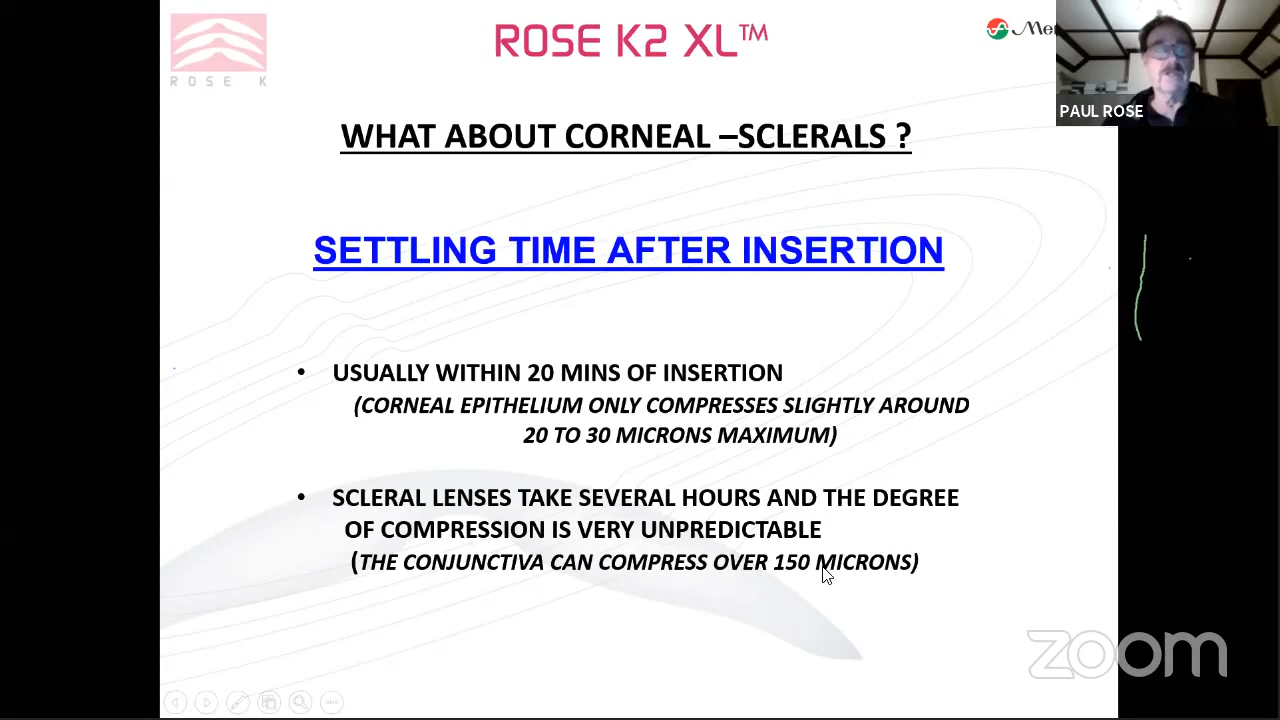 ROSE K2 XL™
Me
ROSE K
PAUL ROSE
WHAT ABOUT CORNEAL –SCLERALS ?
SETTLING TIME AFTER INSERTION
• USUALLY WITHIN 20 MINS OF INSERTION
(CORNEAL EPITHELIUM ONLY COMPRESSES SLIGHTLY AROUND
20 TO 30 MICRONS MAXIMUM)
• SCLERAL LENSES TAKE SEVERAL HOURS AND THE DEGREE
OF COMPRESSION IS VERY UNPREDICTABLE
(THE CONJUNCTIVA CAN COMPRESS OVER 150 MICRONS)
zoom